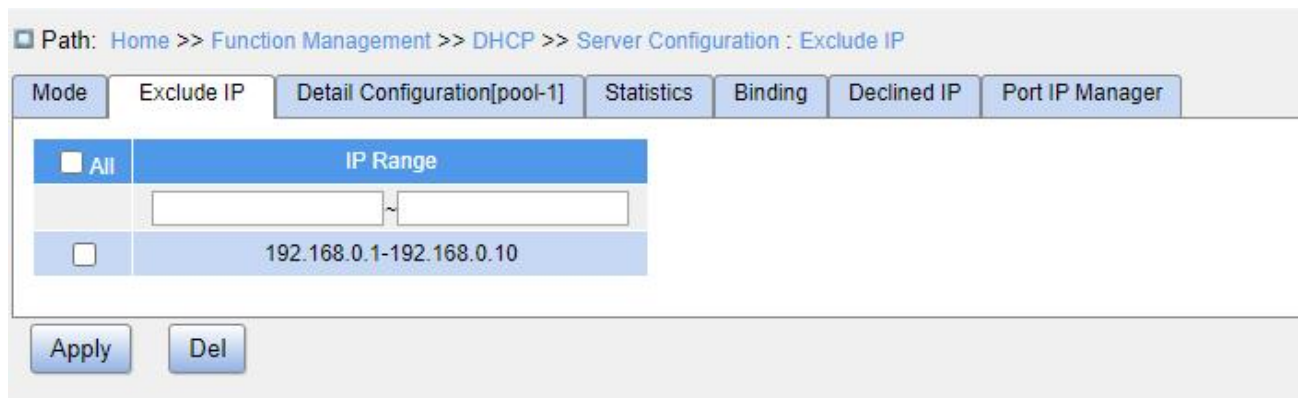 Path: Home >> Function Management >> DHCP >> Server Configuration : Exclude IP
Mode Exclude IP Detail Configuration[pool-1] Statistics Binding Declined IP Port IP Manager
All IP Range
~
192.168.0.1-192.168.0.10
Apply Del